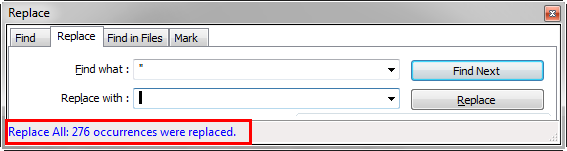 Replace
Find Replace Find in Files Mark
Find what : " Find Next
Replace with : Replace
Replace All: 276 occurrences were replaced.